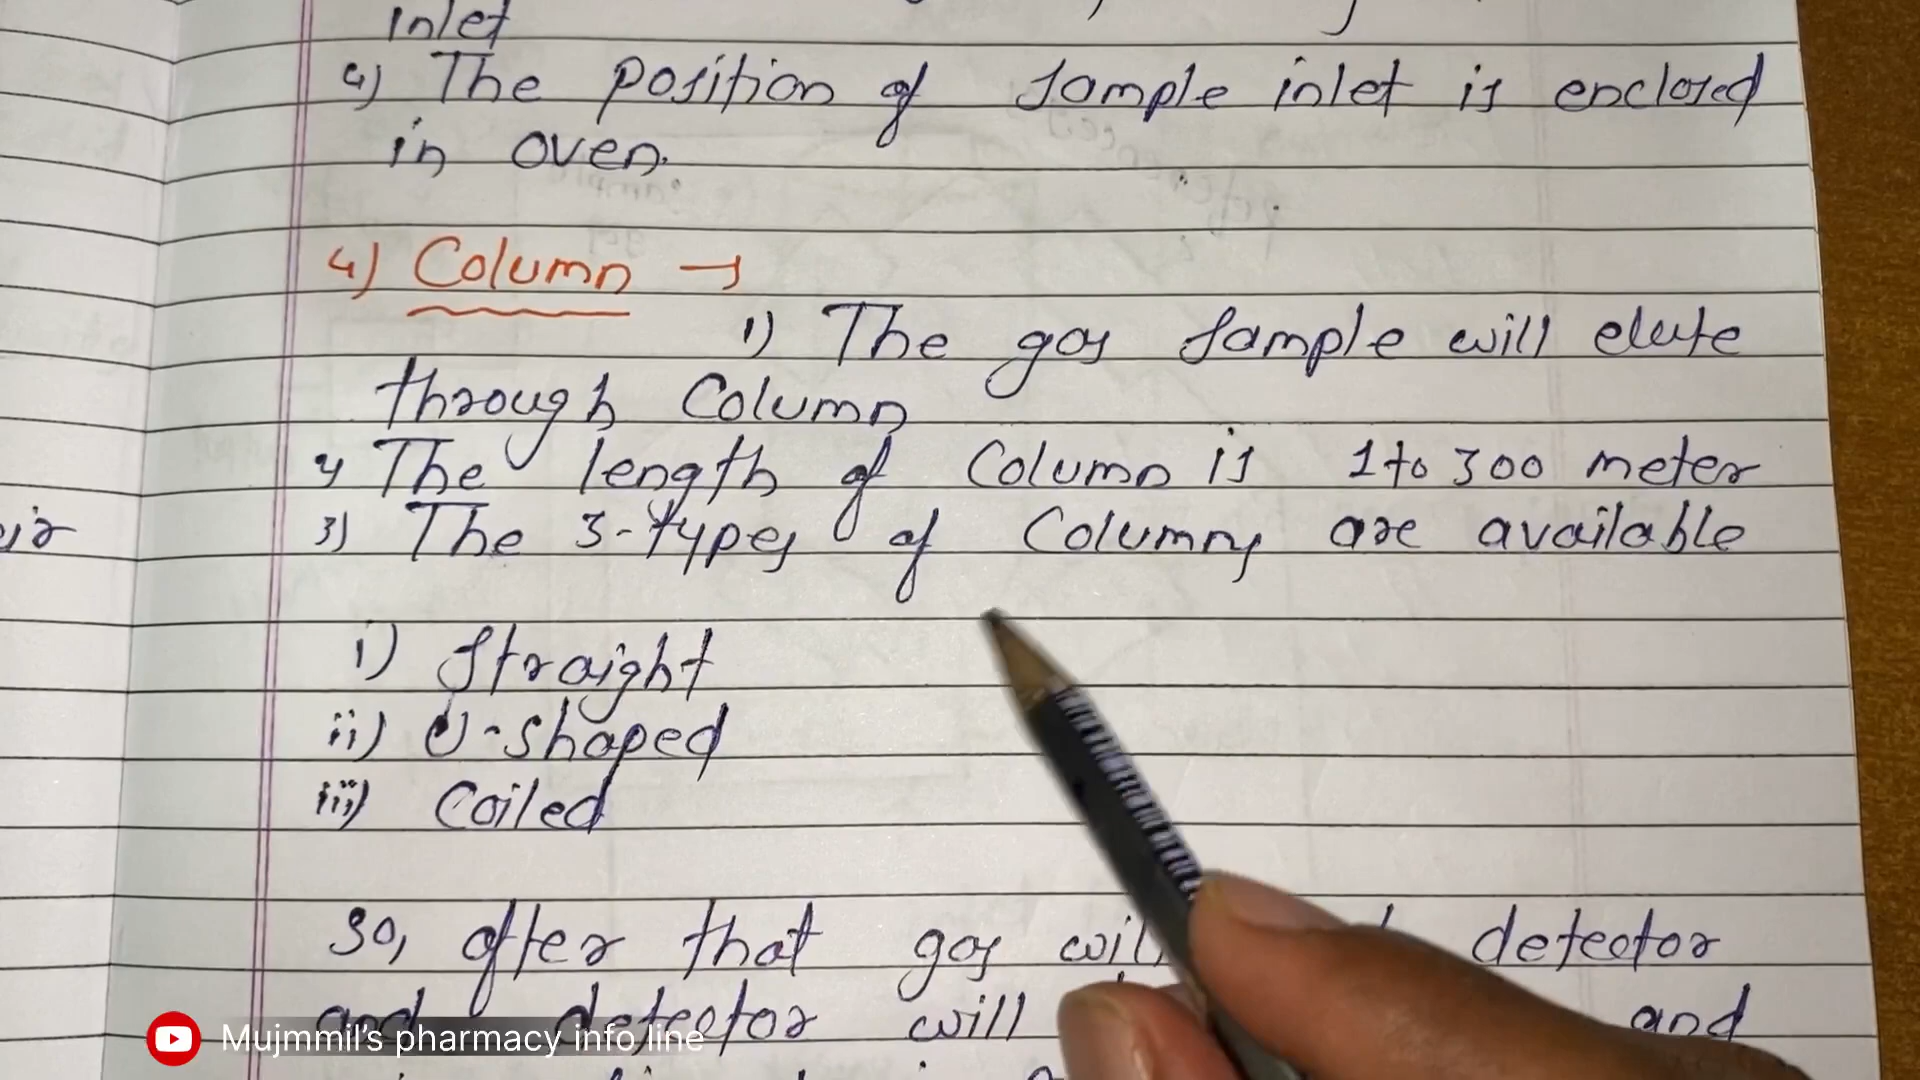 inlet
4) The position of sample inlet is enclosed
in oven.
4) Column →
1) The gas sample will elute
through Column
2) The length of Column is 1 to 300 meter
3) The 3-types of Columns are available
i) Straight
ii) U-shaped
iii) Coiled
So, after that gas will detector
and detector will and
Mujmmil's pharmacy info line